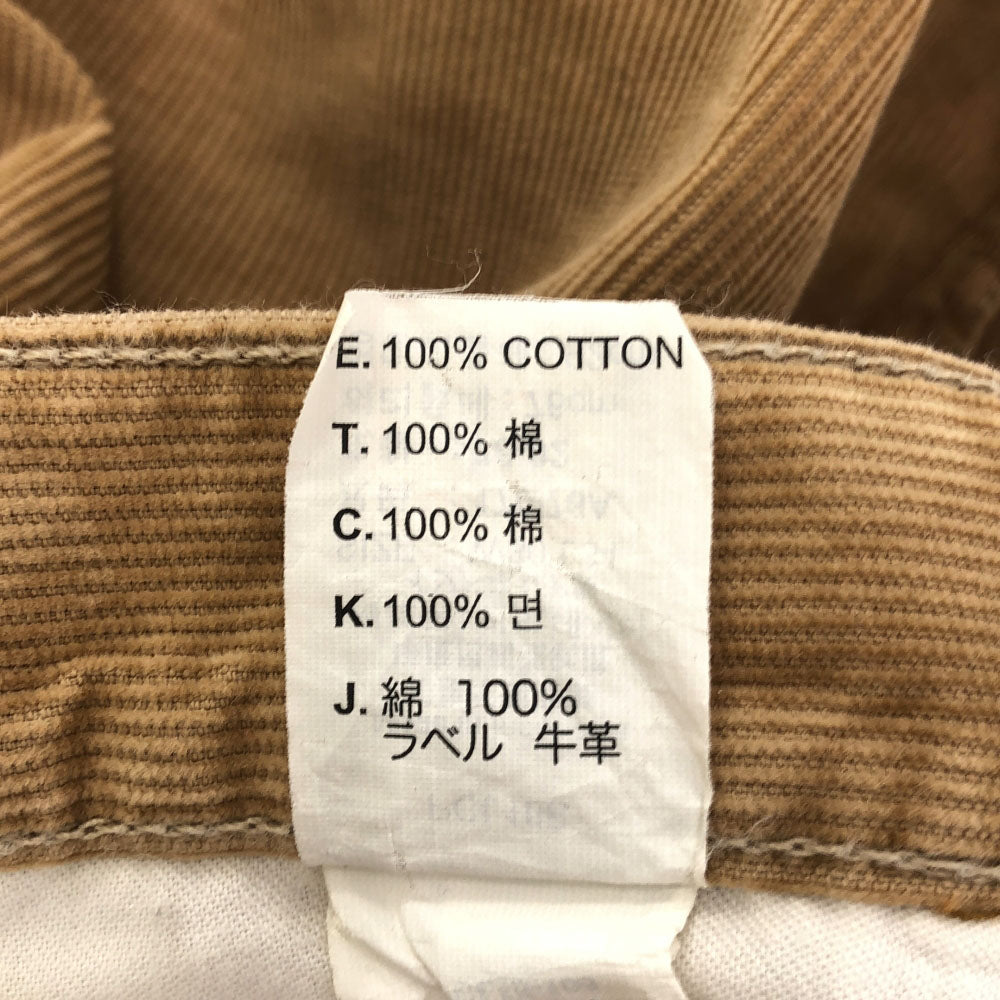 E. 100% COTTON
T. 100% 棉
C. 100% 棉
K. 100% 면
J. 綿 100%
ラベル 牛革